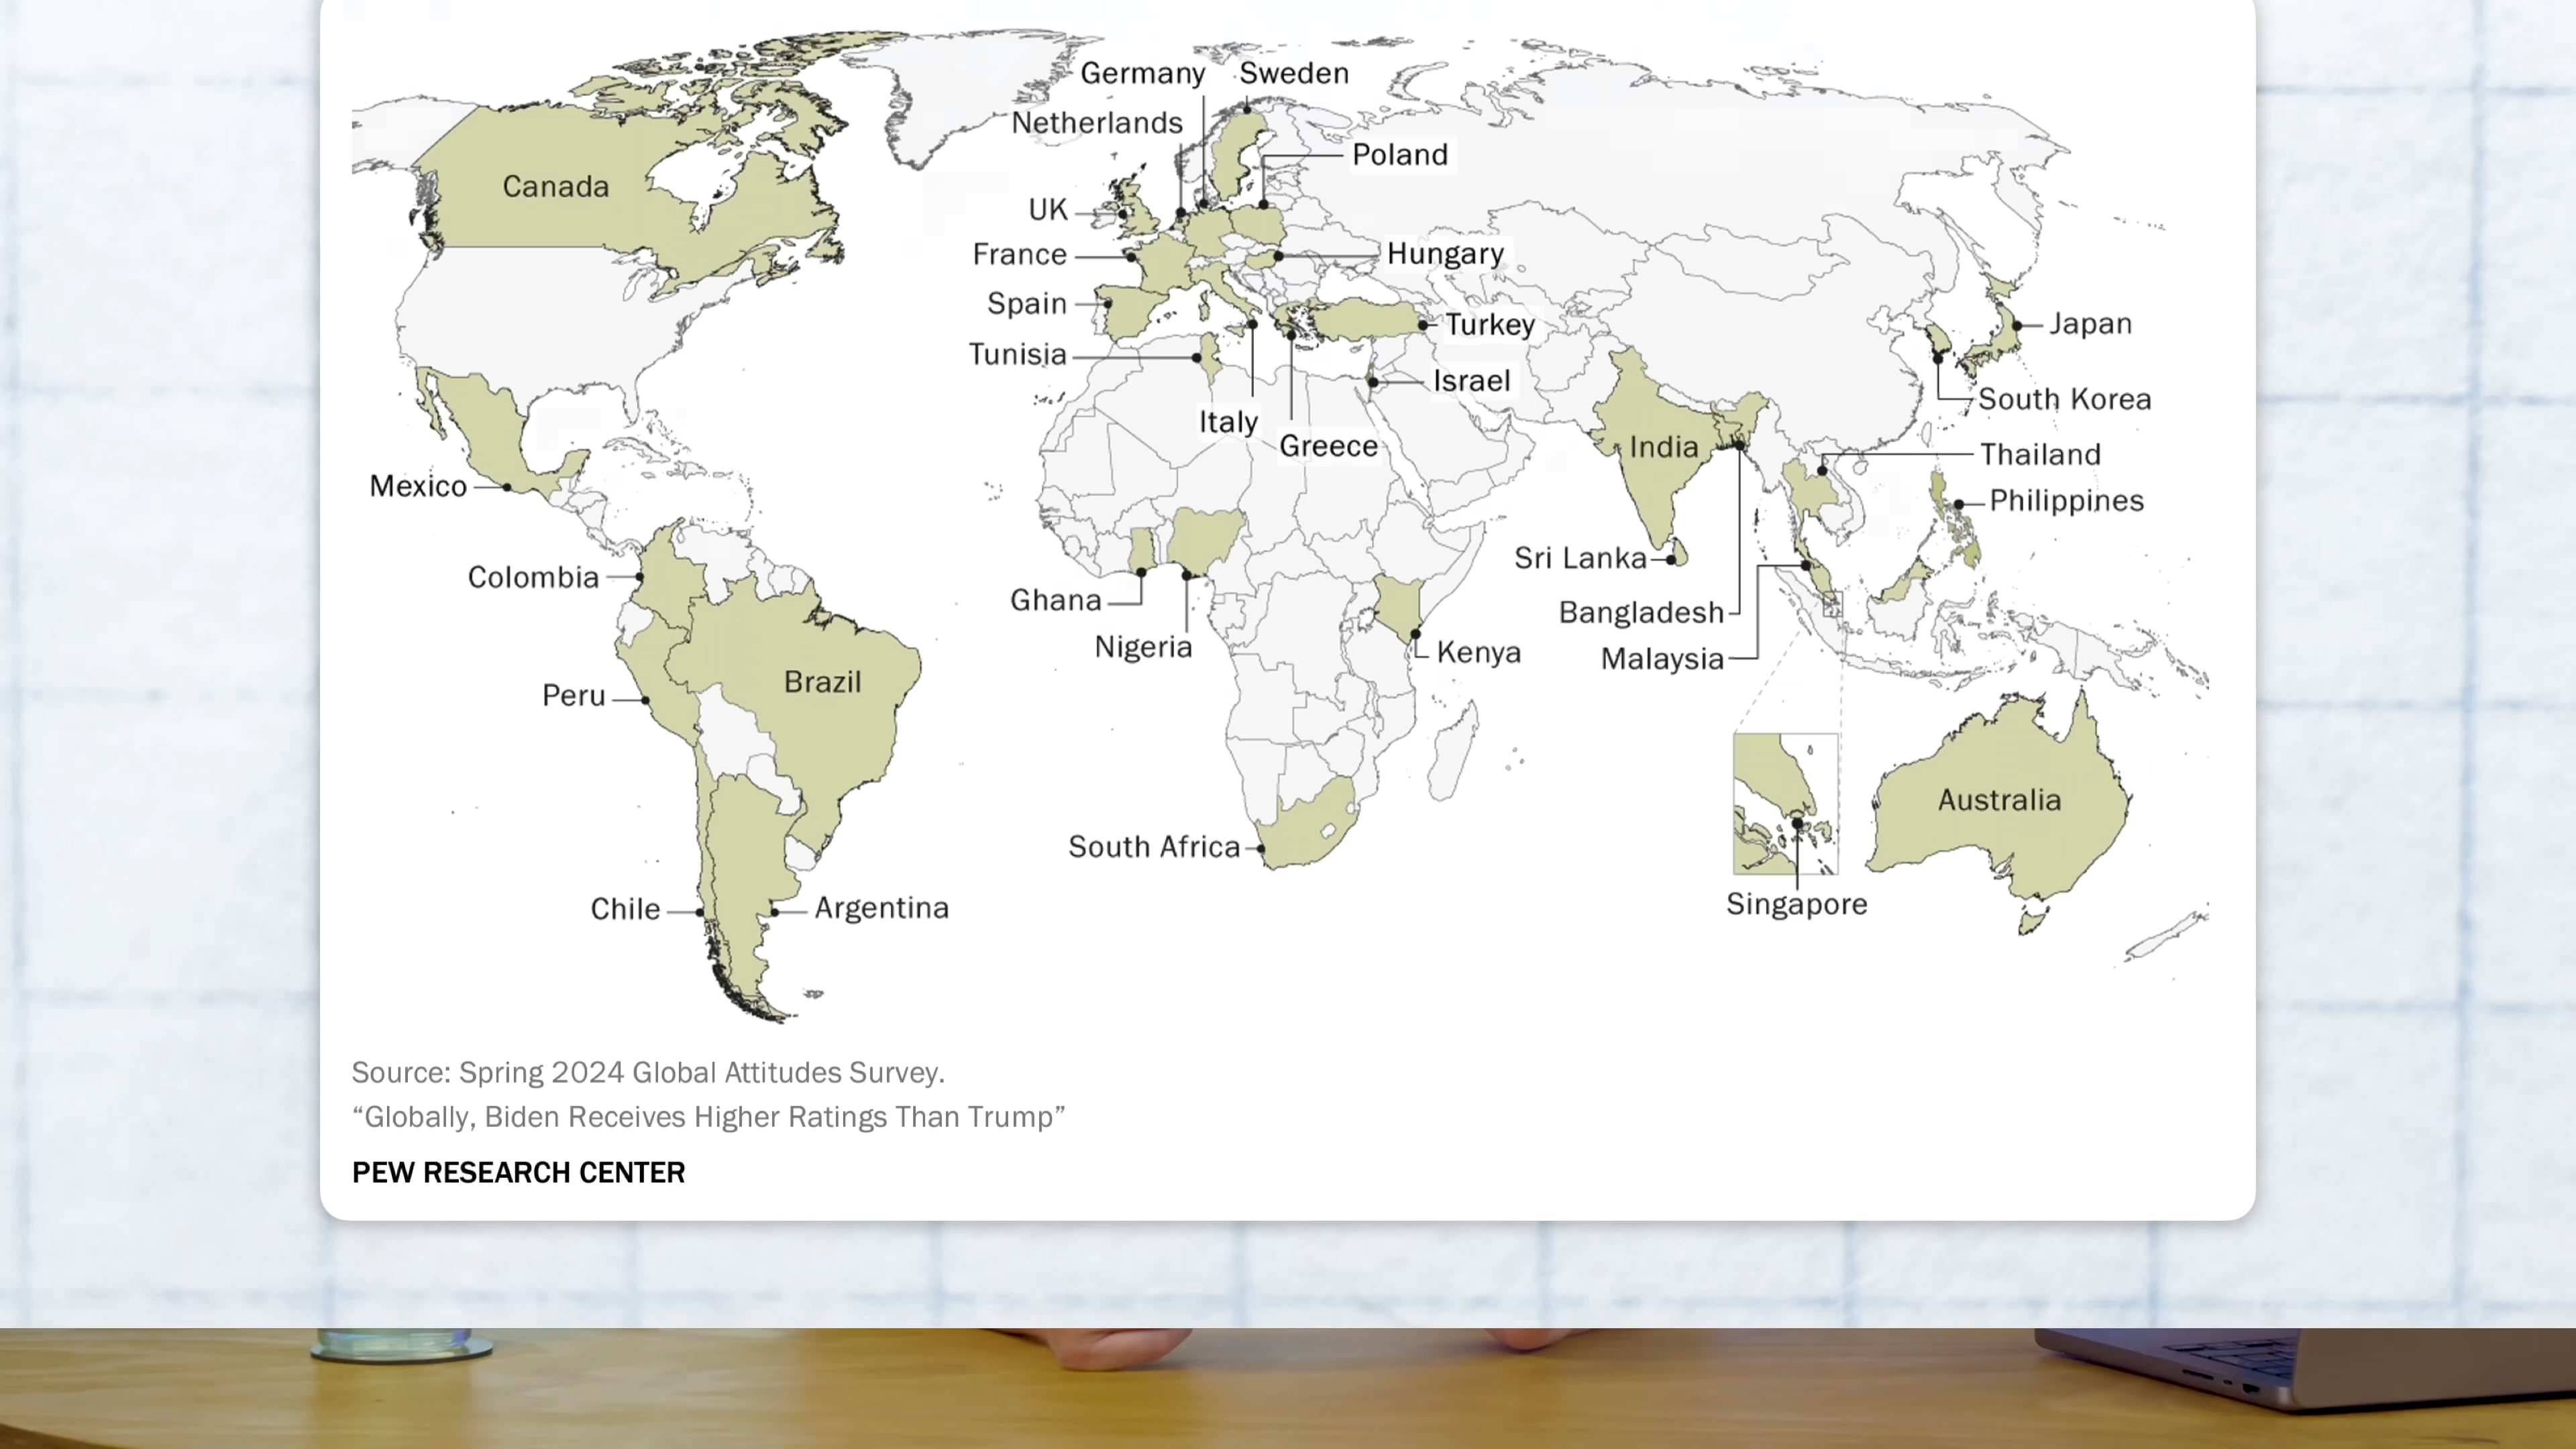 Germany
Sweden
Netherlands
Poland
Canada
UK
France
Hungary
Spain
Turkey
Japan
Tunisia
Israel
South Korea
Italy
Greece
India
Thailand
Mexico
Philippines
Sri Lanka
Colombia
Ghana
Bangladesh
Nigeria
Kenya
Malaysia
Brazil
Peru
Australia
South Africa
Singapore
Chile
Argentina
Source: Spring 2024 Global Attitudes Survey.
“Globally, Biden Receives Higher Ratings Than Trump”
PEW RESEARCH CENTER